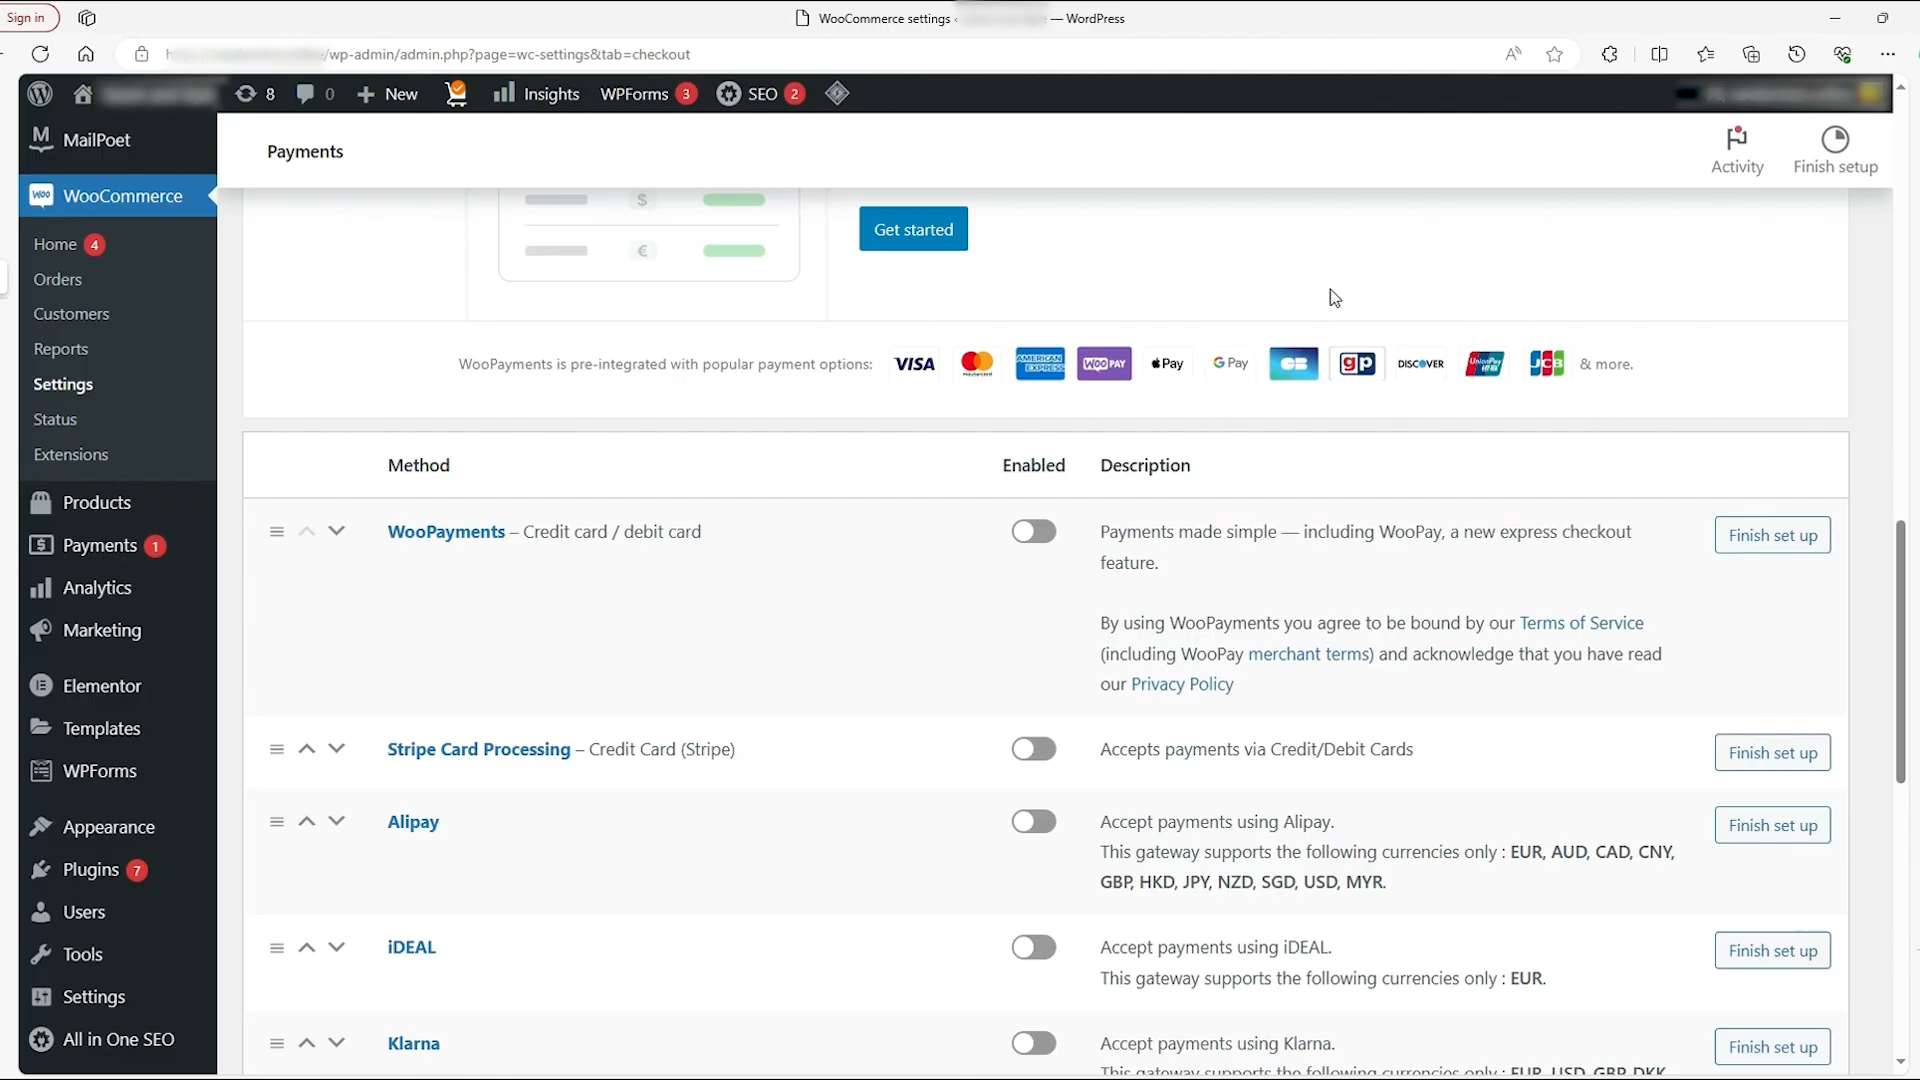 Sign in
WooCommerce settings ‹
— WordPress
/wp-admin/admin.php?page=wc-settings&tab=checkout
8
0
New
Insights
WPForms 3
SEO 2
MailPoet
WooCommerce
Home 4
Orders
Customers
Reports
Settings
Status
Extensions
Products
Payments 1
Analytics
Marketing
Elementor
Templates
WPForms
Appearance
Plugins 7
Users
Tools
Settings
All in One SEO
Payments
Activity
Finish setup
$
€
Get started
WooPayments is pre-integrated with popular payment options:
VISA
mastercard
AMERICAN EXPRESS
WOO PAY
Pay
G Pay
CB
gp
DISCOVER
UnionPay
JCB
& more.
Method
Enabled
Description
WooPayments – Credit card / debit card
Payments made simple — including WooPay, a new express checkout
feature.
By using WooPayments you agree to be bound by our Terms of Service
(including WooPay merchant terms) and acknowledge that you have read
our Privacy Policy
Finish set up
Stripe Card Processing – Credit Card (Stripe)
Accepts payments via Credit/Debit Cards
Finish set up
Alipay
Accept payments using Alipay.
This gateway supports the following currencies only : EUR, AUD, CAD, CNY,
GBP, HKD, JPY, NZD, SGD, USD, MYR.
Finish set up
iDEAL
Accept payments using iDEAL.
This gateway supports the following currencies only : EUR.
Finish set up
Klarna
Accept payments using Klarna.
This gateway supports the following currencies only : EUR, USD, GBP, DKK,
Finish set up